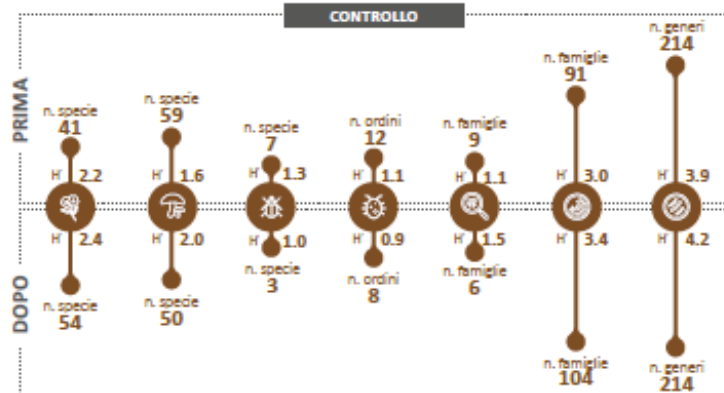 CONTROLLO
PRIMA
n. specie
41
H' 2.2
n. specie
59
H' 1.6
n. specie
7
H' 1.3
n. ordini
12
H' 1.1
n. famiglie
9
H' 1.1
n. famiglie
91
H' 3.0
n. generi
214
H' 3.9
DOPO
H' 2.4
n. specie
54
H' 2.0
n. specie
50
H' 1.0
n. specie
3
H' 0.9
n. ordini
8
H' 1.5
n. famiglie
6
H' 3.4
n. famiglie
104
H' 4.2
n. generi
214